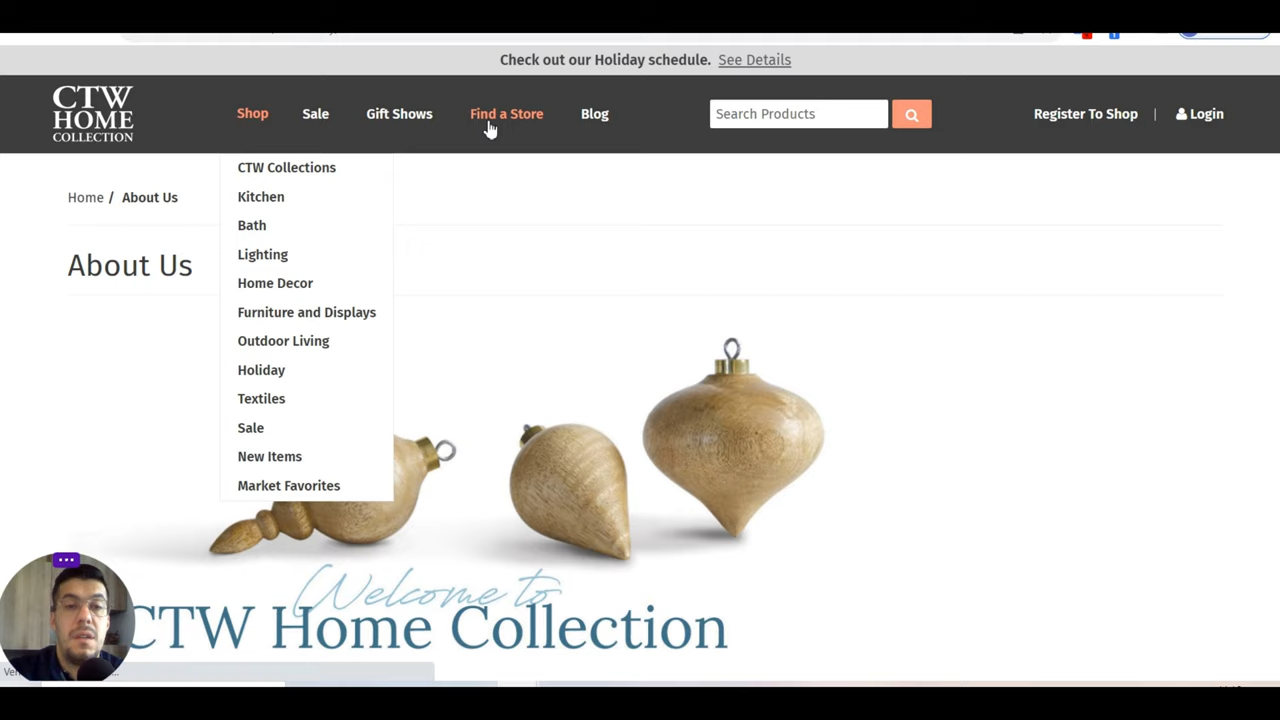 Check out our Holiday schedule. See Details
CTW
HOME
COLLECTION
Shop Sale Gift Shows Find a Store Blog
Search Products
Register To Shop | Login
CTW Collections
Kitchen
Bath
Lighting
Home Decor
Furniture and Displays
Outdoor Living
Holiday
Textiles
Sale
New Items
Market Favorites
Home / About Us
About Us
Welcome to
CTW Home Collection